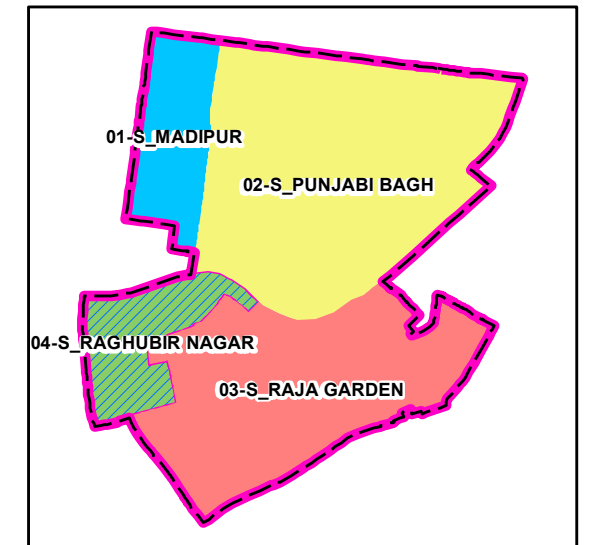 01-S_MADIPUR
02-S_PUNJABI BAGH
04-S_RAGHUBIR NAGAR
03-S_RAJA GARDEN